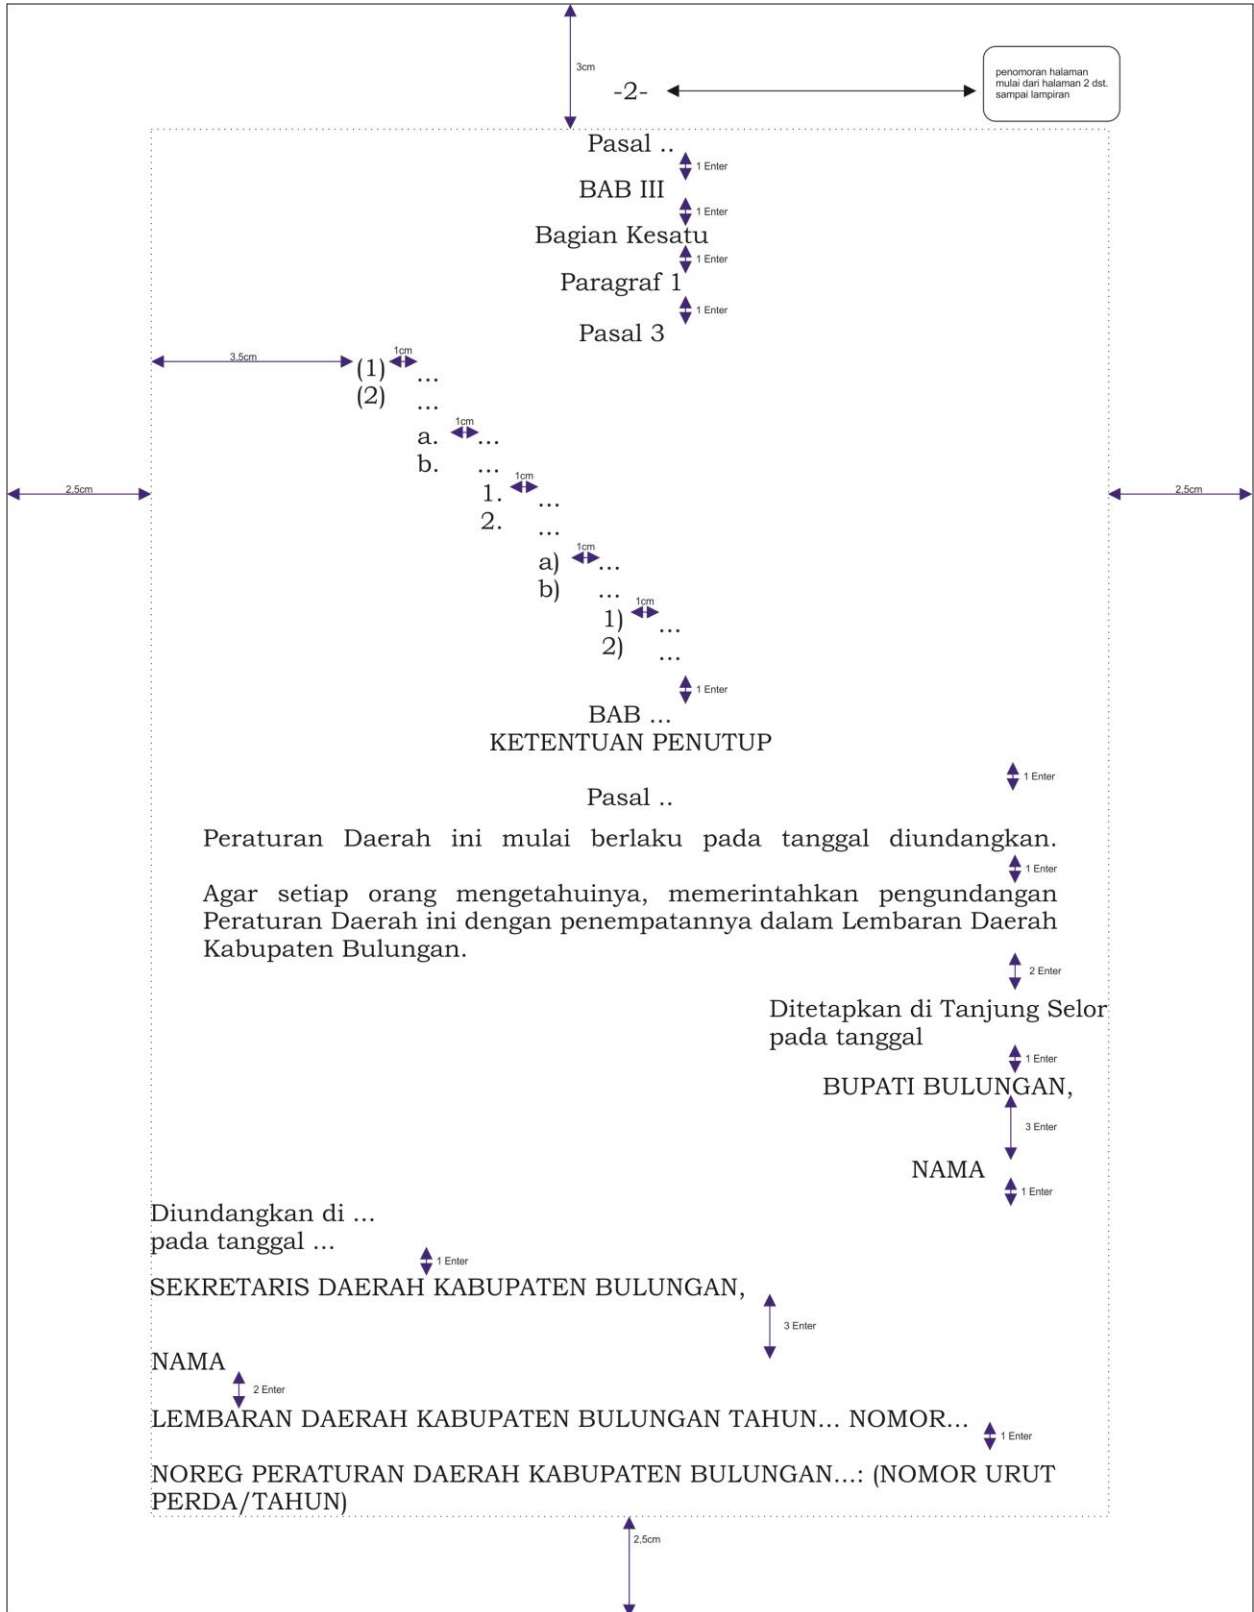 3cm
-2-
penomoran halaman
mulai dari halaman 2 dst.
sampai lampiran
Pasal ..
1 Enter
BAB III
1 Enter
Bagian Kesatu
1 Enter
Paragraf 1
1 Enter
Pasal 3
3,5cm
(1) 1cm ...
(2) ...
a. 1cm ...
b. ...
2,5cm
1. 1cm ...
2,5cm
2. ...
a) 1cm ...
b) ...
1) 1cm ...
2) ...
1 Enter
BAB ...
KETENTUAN PENUTUP
1 Enter
Pasal ..
Peraturan Daerah ini mulai berlaku pada tanggal diundangkan.
1 Enter
Agar setiap orang mengetahuinya, memerintahkan pengundangan
Peraturan Daerah ini dengan penempatannya dalam Lembaran Daerah
Kabupaten Bulungan.
2 Enter
Ditetapkan di Tanjung Selor
pada tanggal
1 Enter
BUPATI BULUNGAN,
3 Enter
NAMA
1 Enter
Diundangkan di ...
pada tanggal ...
1 Enter
SEKRETARIS DAERAH KABUPATEN BULUNGAN,
3 Enter
NAMA
2 Enter
LEMBARAN DAERAH KABUPATEN BULUNGAN TAHUN... NOMOR...
1 Enter
NOREG PERATURAN DAERAH KABUPATEN BULUNGAN...: (NOMOR URUT
PERDA/TAHUN)
2,5cm